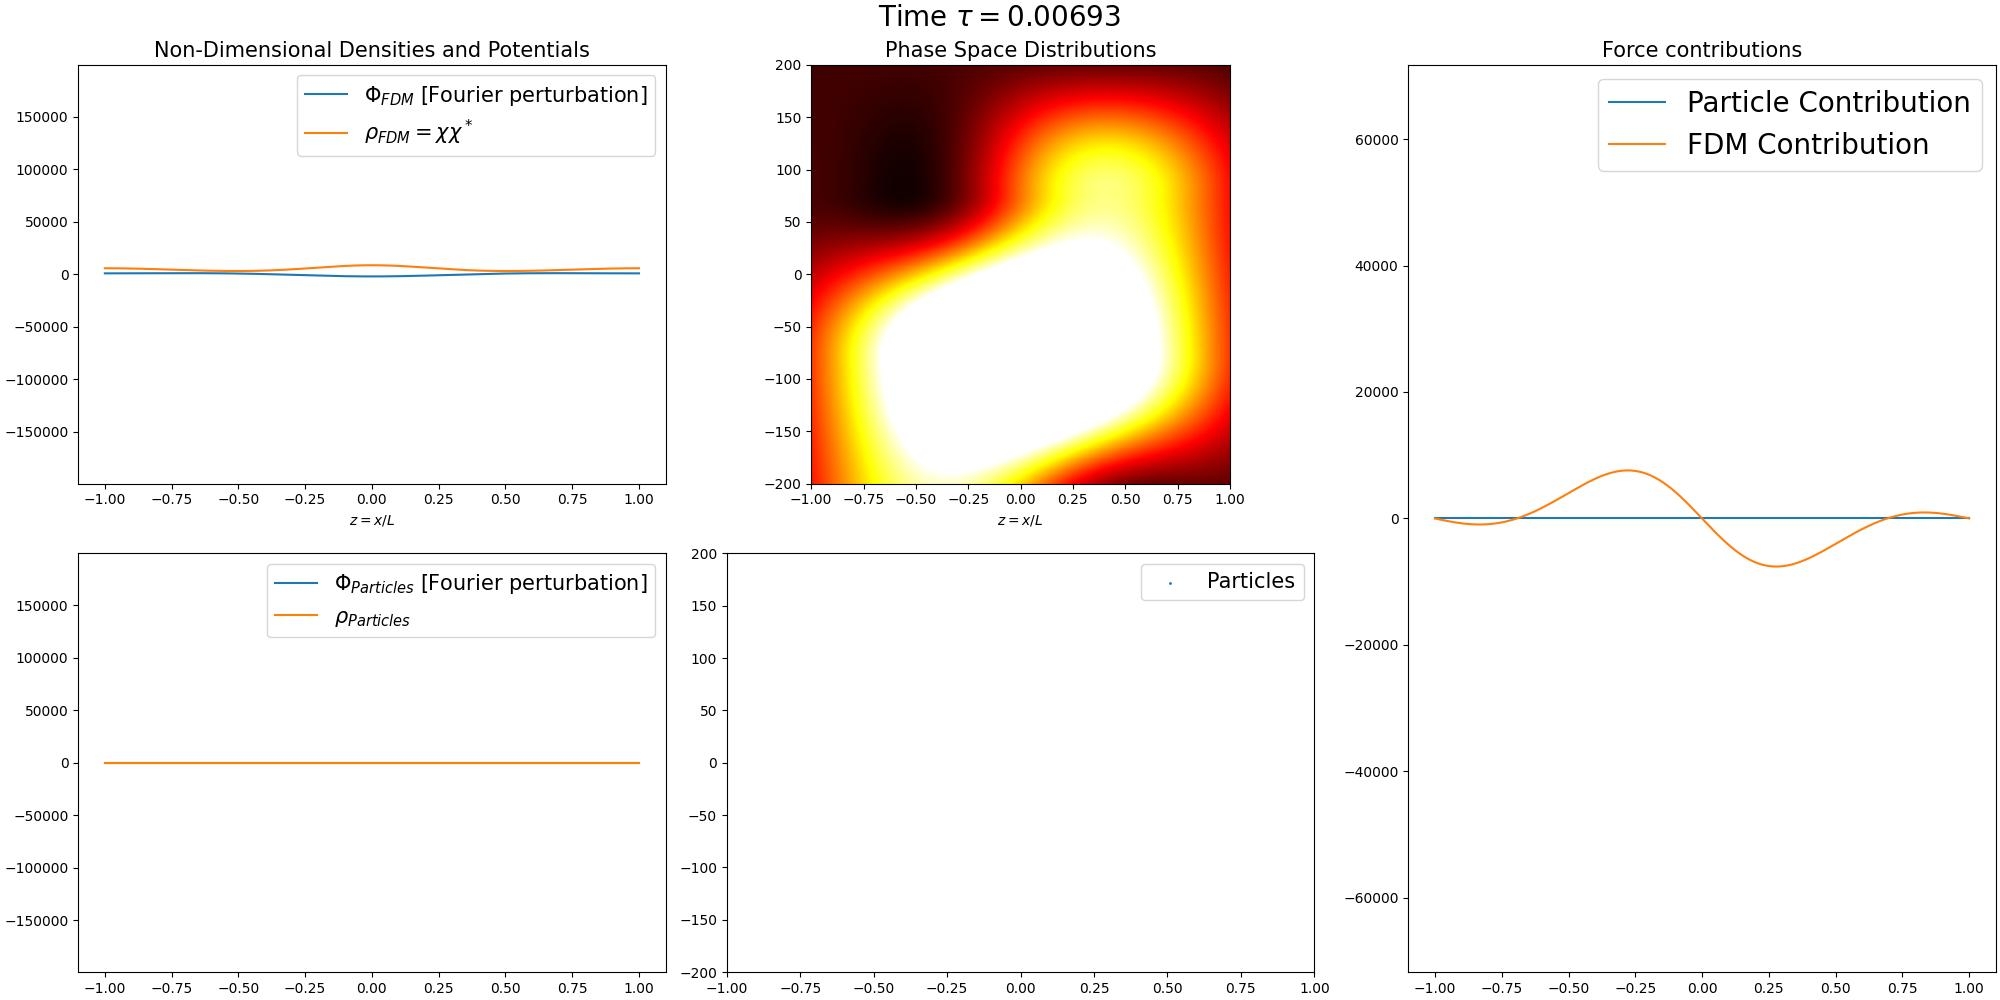 Time τ = 0.00693
Non-Dimensional Densities and Potentials
Φ_FDM [Fourier perturbation]
ρ_FDM = χχ*
150000
100000
50000
0
−50000
−100000
−150000
−1.00 −0.75 −0.50 −0.25 0.00 0.25 0.50 0.75 1.00
z = x/L
Phase Space Distributions
200
150
100
50
0
−50
−100
−150
−200
−1.00 −0.75 −0.50 −0.25 0.00 0.25 0.50 0.75 1.00
z = x/L
Force contributions
Particle Contribution
FDM Contribution
60000
40000
20000
0
−20000
−40000
−60000
−1.00 −0.75 −0.50 −0.25 0.00 0.25 0.50 0.75 1.00
Φ_Particles [Fourier perturbation]
ρ_Particles
150000
100000
50000
0
−50000
−100000
−150000
−1.00 −0.75 −0.50 −0.25 0.00 0.25 0.50 0.75 1.00
Particles
200
150
100
50
0
−50
−100
−150
−200
−1.00 −0.75 −0.50 −0.25 0.00 0.25 0.50 0.75 1.00